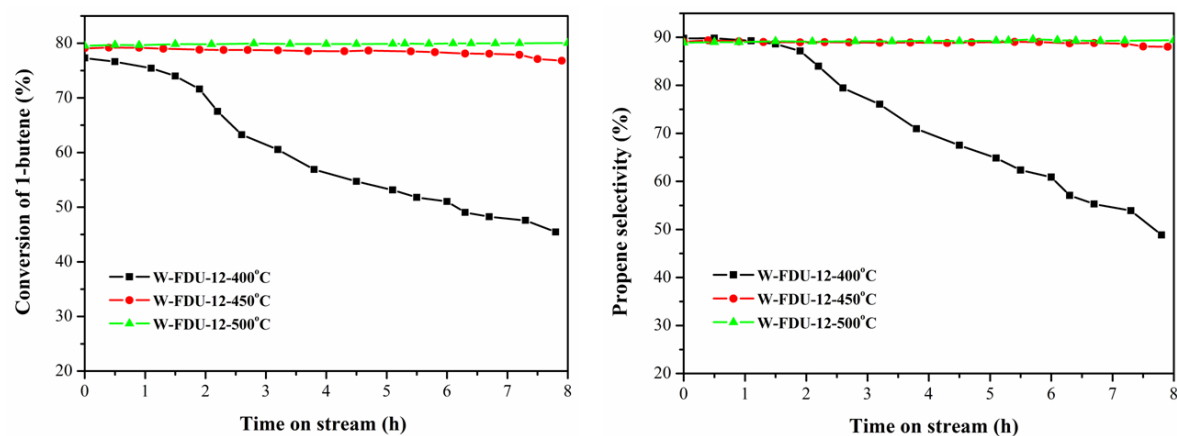 Conversion of 1-butene (%)
80
70
60
50
40
30
20
0 1 2 3 4 5 6 7 8
Time on stream (h)
W-FDU-12-400°C
W-FDU-12-450°C
W-FDU-12-500°C
Propene selectivity (%)
90
80
70
60
50
40
30
20
0 1 2 3 4 5 6 7 8
Time on stream (h)
W-FDU-12-400°C
W-FDU-12-450°C
W-FDU-12-500°C